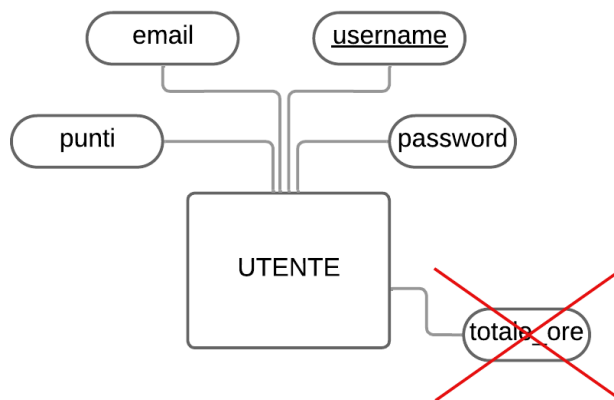 email
username
punti
password
UTENTE
totale_ore